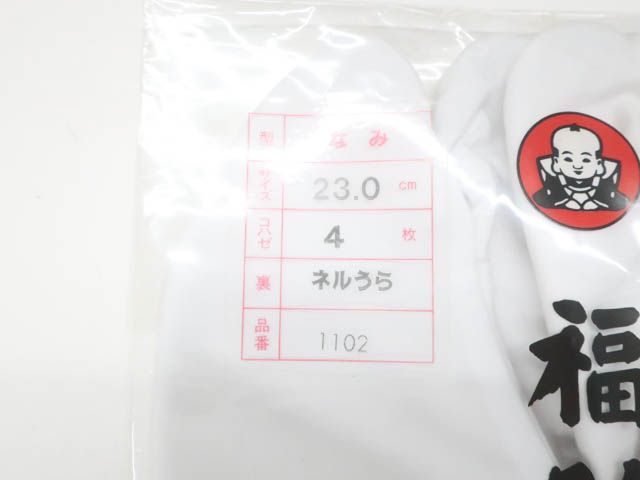 型 なみ
サイズ 23.0 cm
コハゼ 4 枚
裏 ネルうら
品番 1102
福